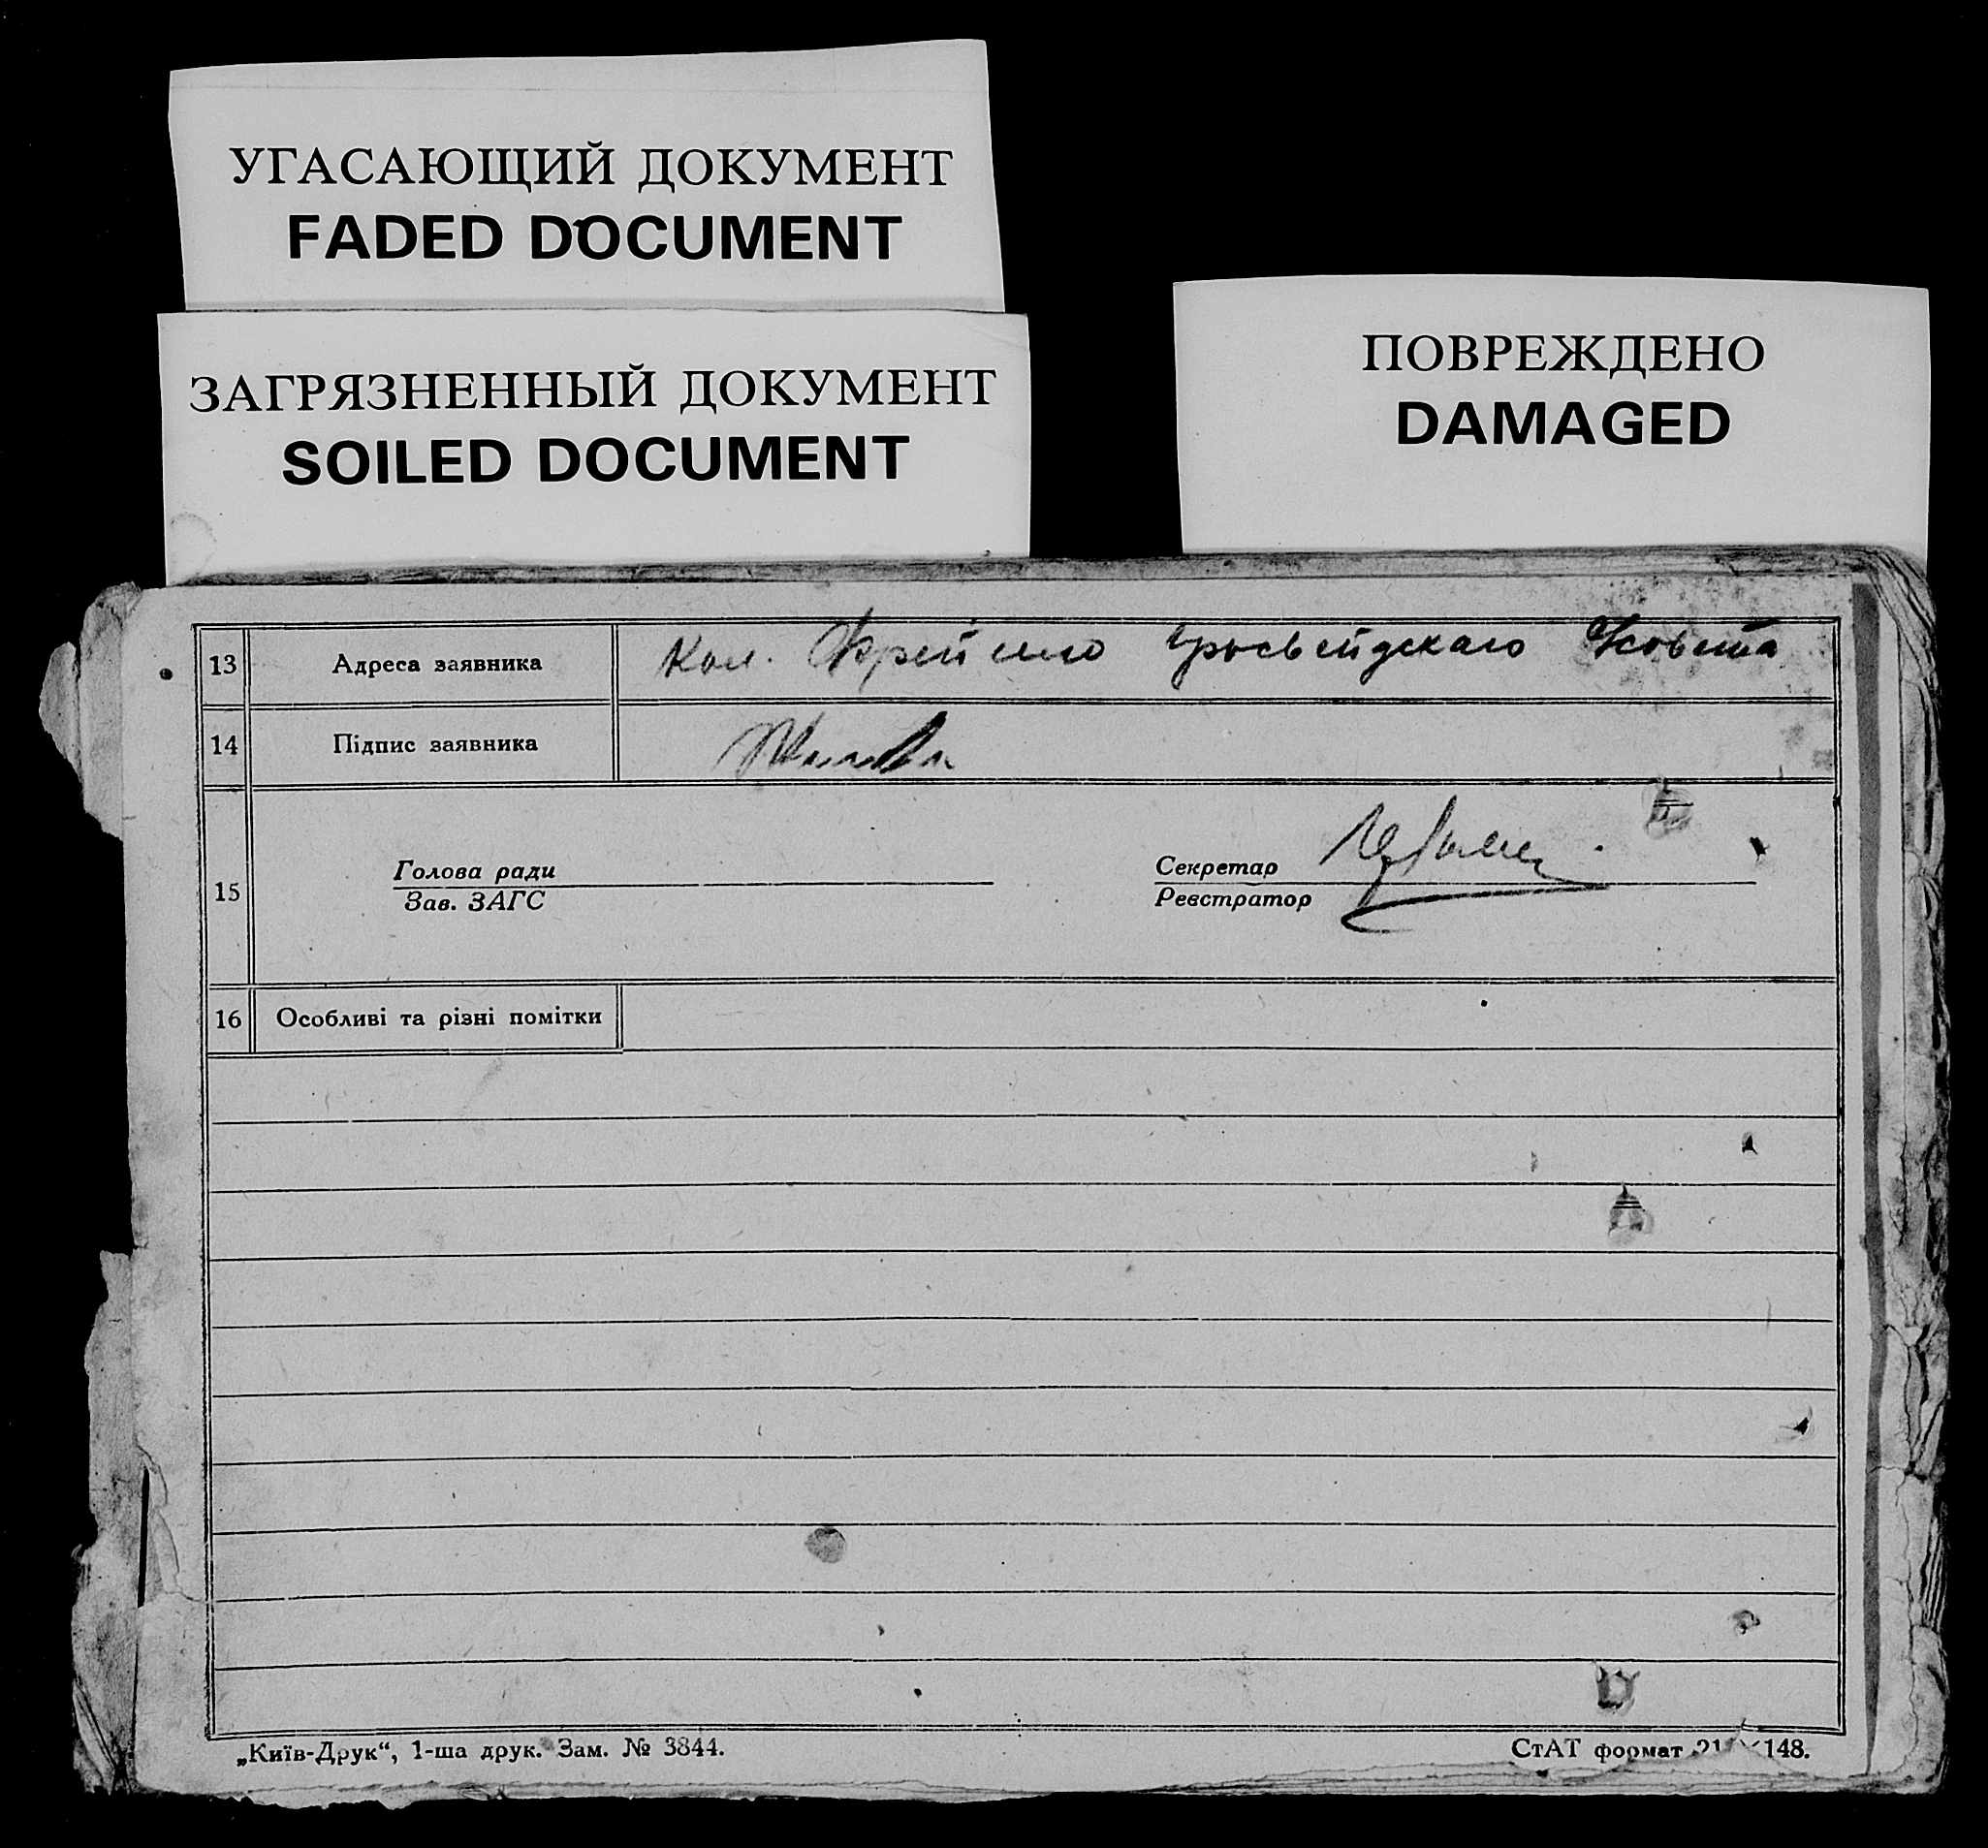 УГАСАЮЩИЙ ДОКУМЕНТ
FADED DOCUMENT
ЗАГРЯЗНЕННЫЙ ДОКУМЕНТ
SOILED DOCUMENT
ПОВРЕЖДЕНО
DAMAGED
13 Адреса заявника Кол.
14 Підпис заявника
15 Голова ради Секретар
Зав. ЗАГС Реєстратор
16 Особливі та різні помітки
„Київ-Друк“, 1-ша друк. Зам. № 3844. СтАТ формат 148.